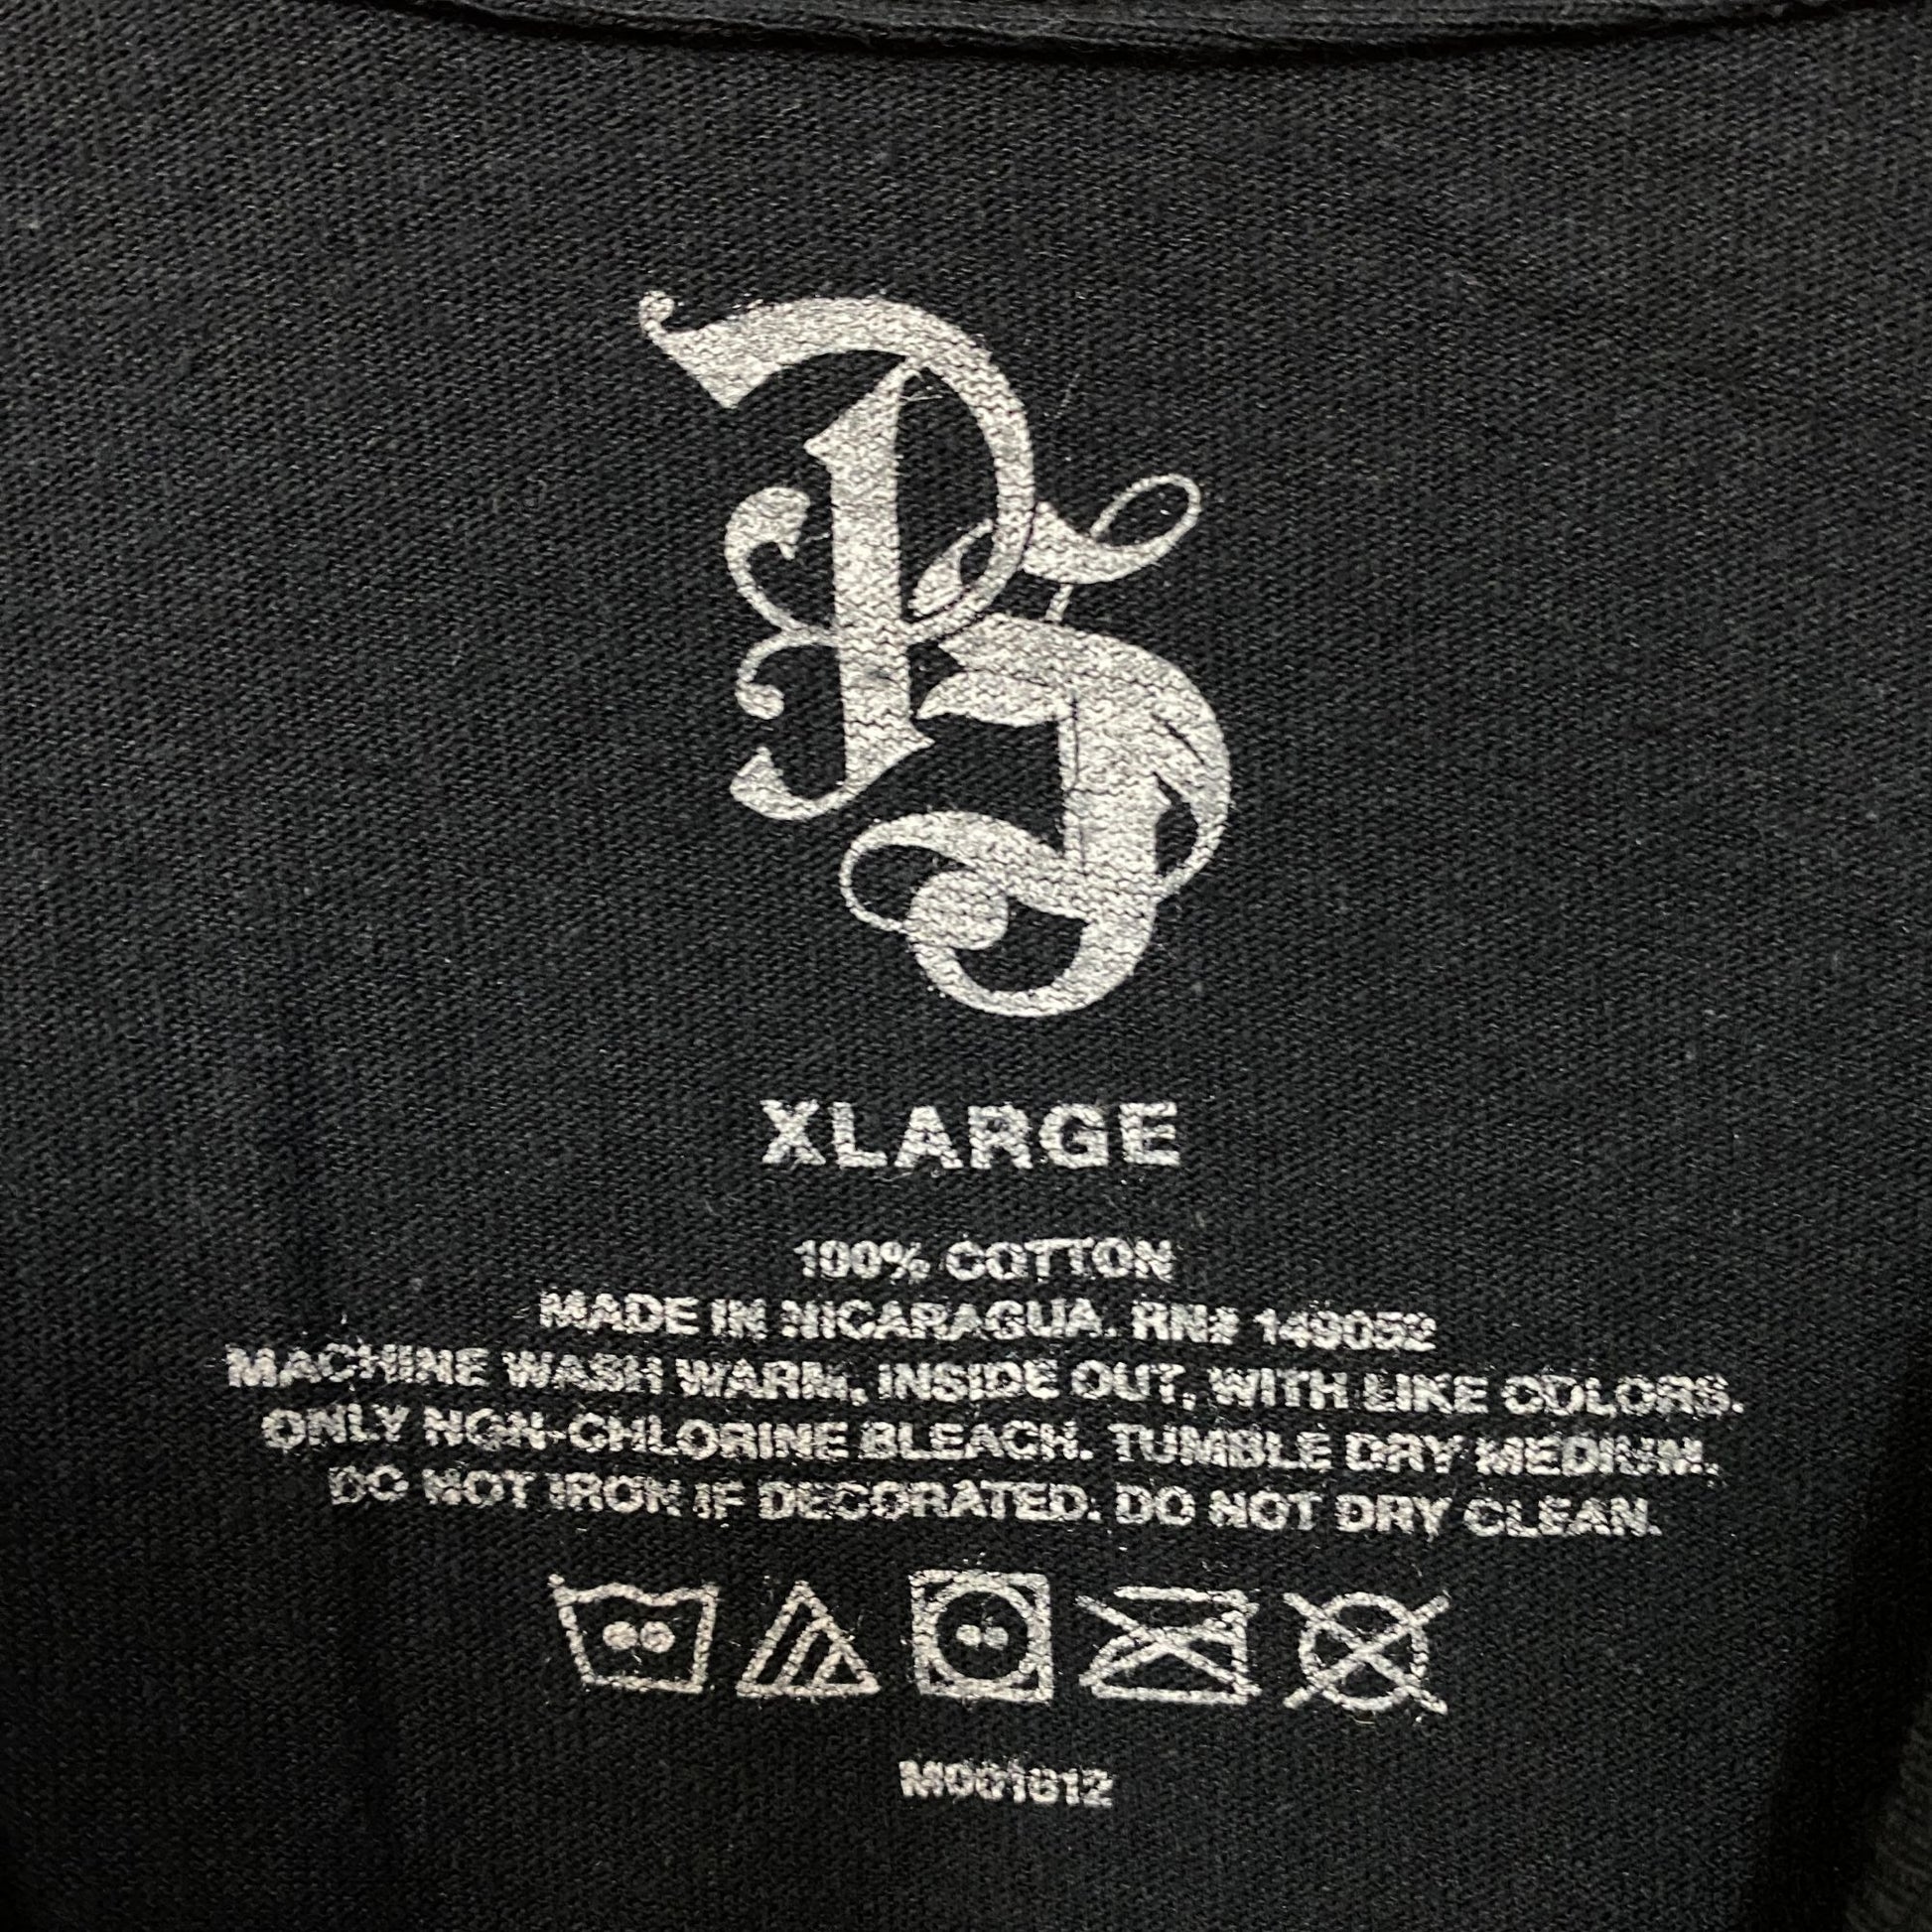 PS
XLARGE
100% COTTON
MADE IN NICARAGUA. RN# 149052
MACHINE WASH WARM, INSIDE OUT, WITH LIKE COLORS.
ONLY NON-CHLORINE BLEACH. TUMBLE DRY MEDIUM.
DO NOT IRON IF DECORATED. DO NOT DRY CLEAN.